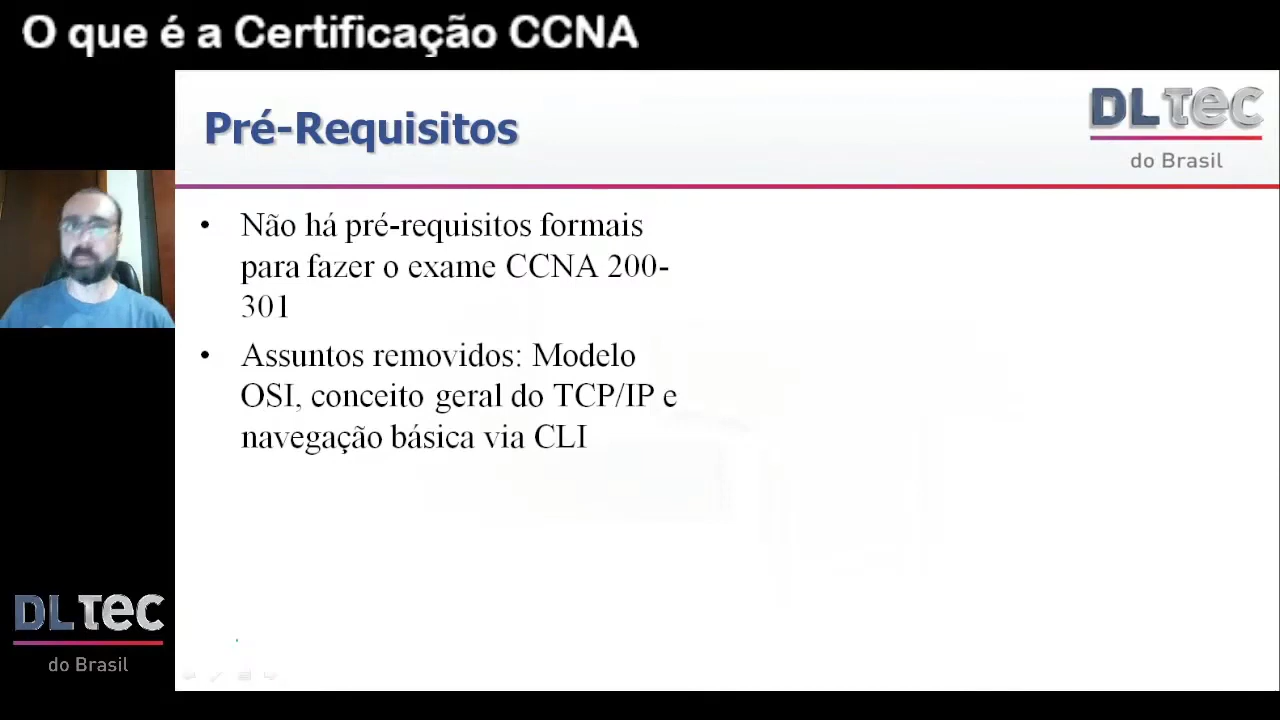 O que é a Certificação CCNA
Pré-Requisitos
DLTEC
do Brasil
• Não há pré-requisitos formais
para fazer o exame CCNA 200-
301
• Assuntos removidos: Modelo
OSI, conceito geral do TCP/IP e
navegação básica via CLI
DLTEC
do Brasil